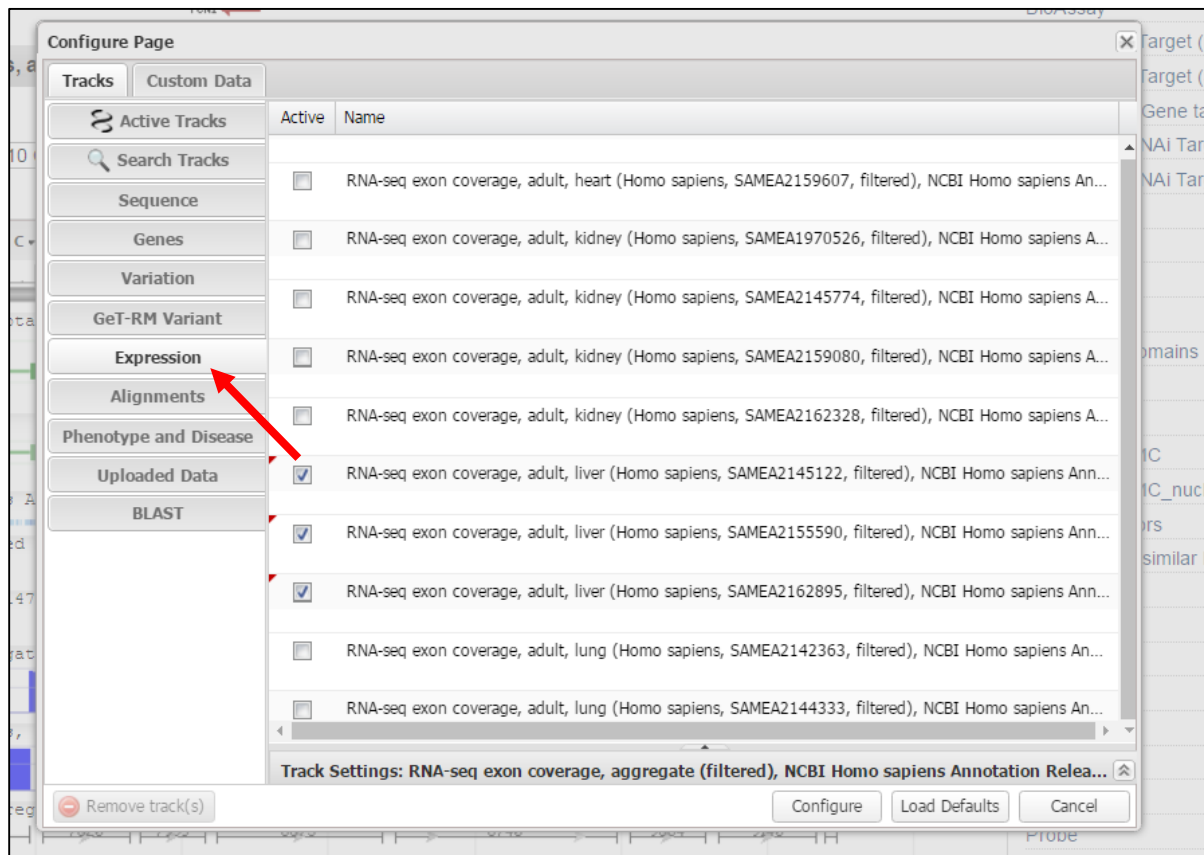 BioAssay
Configure Page
Target (
s, a
Tracks
Custom Data
Target (
Active Tracks
Active
Name
Gene ta
NAi Tar
10
Search Tracks
RNA-seq exon coverage, adult, heart (Homo sapiens, SAMEA2159607, filtered), NCBI Homo sapiens An...
NAi Tar
Sequence
C
Genes
RNA-seq exon coverage, adult, kidney (Homo sapiens, SAMEA1970526, filtered), NCBI Homo sapiens A...
Variation
RNA-seq exon coverage, adult, kidney (Homo sapiens, SAMEA2145774, filtered), NCBI Homo sapiens A...
ota
GeT-RM Variant
Expression
RNA-seq exon coverage, adult, kidney (Homo sapiens, SAMEA2159080, filtered), NCBI Homo sapiens A...
omains
Alignments
RNA-seq exon coverage, adult, kidney (Homo sapiens, SAMEA2162328, filtered), NCBI Homo sapiens A...
Phenotype and Disease
MC
Uploaded Data
RNA-seq exon coverage, adult, liver (Homo sapiens, SAMEA2145122, filtered), NCBI Homo sapiens Ann...
s A
MC_nucl
BLAST
ors
ed
RNA-seq exon coverage, adult, liver (Homo sapiens, SAMEA2155590, filtered), NCBI Homo sapiens Ann...
similar
147
RNA-seq exon coverage, adult, liver (Homo sapiens, SAMEA2162895, filtered), NCBI Homo sapiens Ann...
gat
RNA-seq exon coverage, adult, lung (Homo sapiens, SAMEA2142363, filtered), NCBI Homo sapiens An...
RNA-seq exon coverage, adult, lung (Homo sapiens, SAMEA2144333, filtered), NCBI Homo sapiens An...
Track Settings: RNA-seq exon coverage, aggregate (filtered), NCBI Homo sapiens Annotation Relea...
reg
Remove track(s)
Configure
Load Defaults
Cancel
Probe